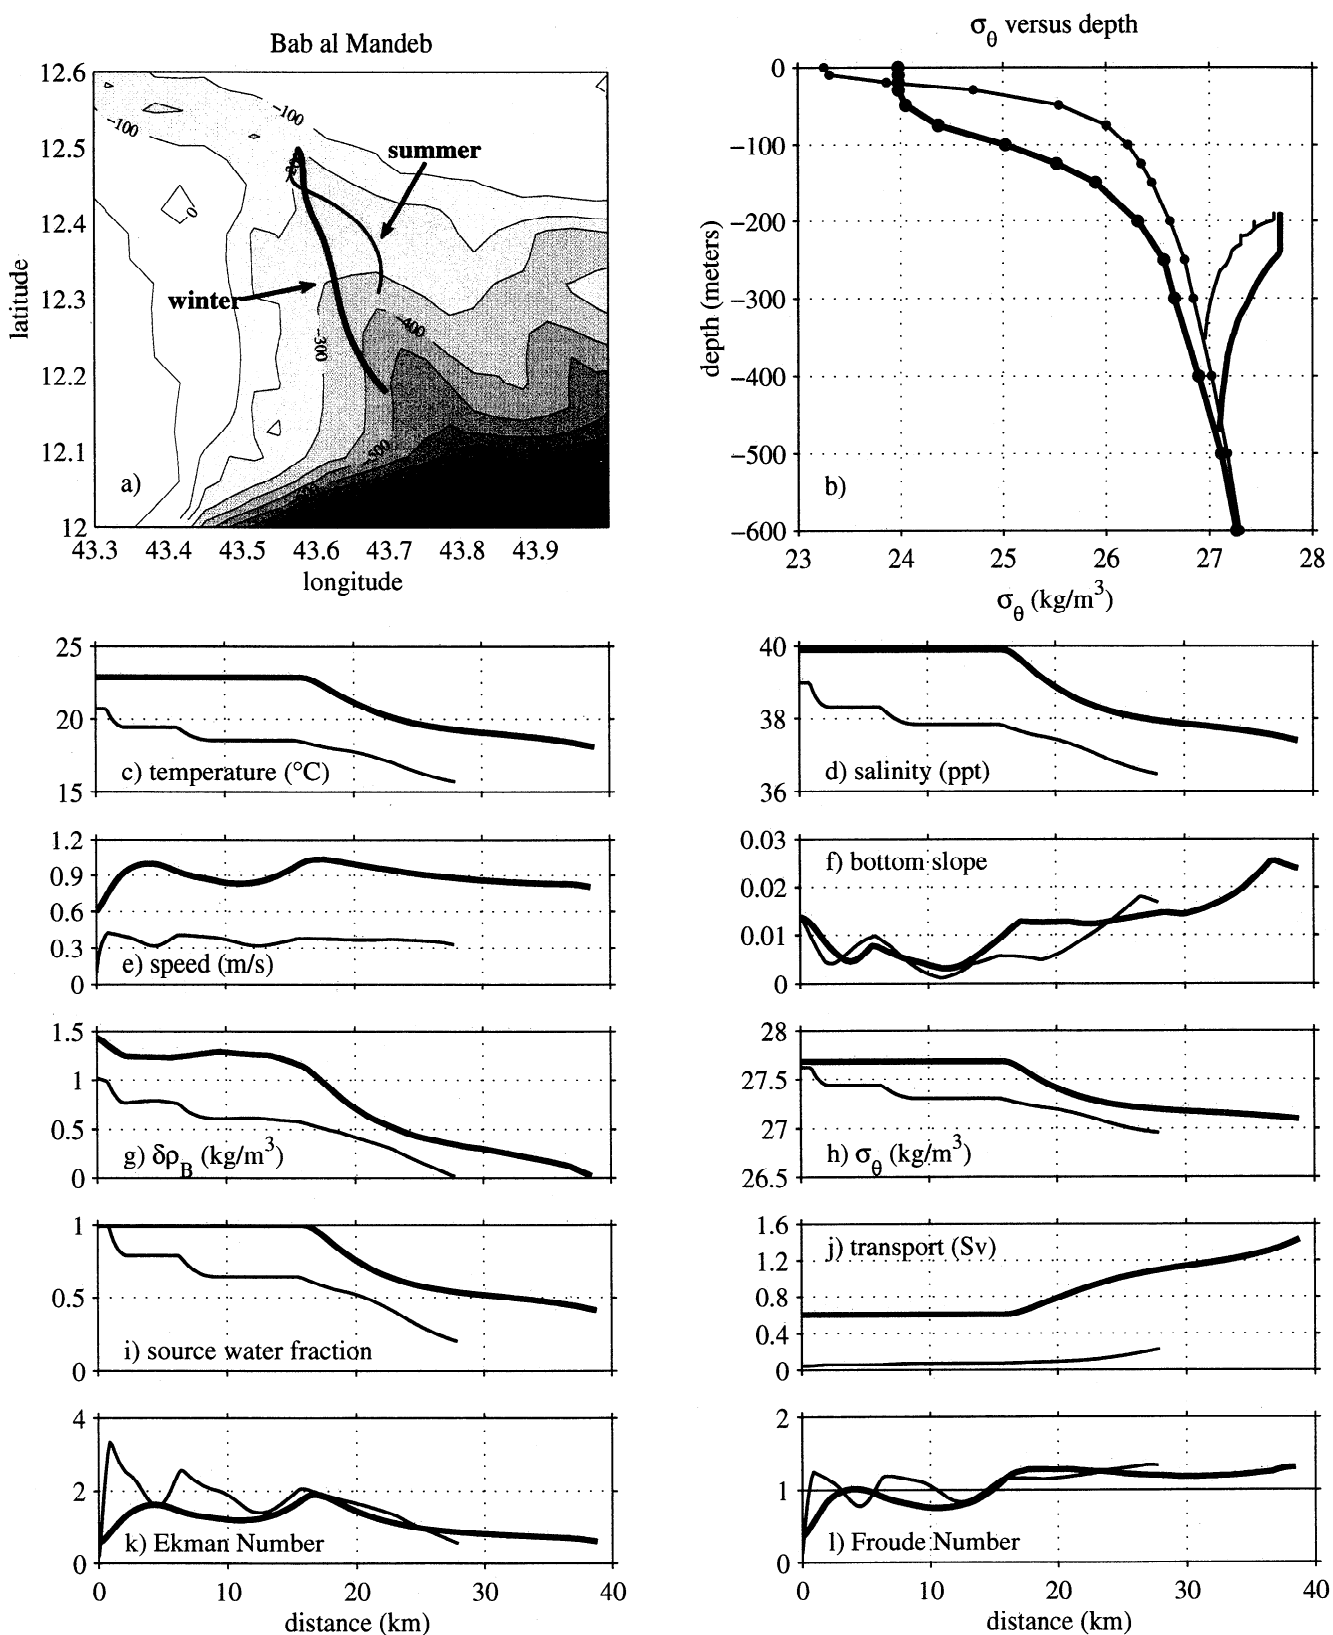 Bab al Mandeb
12.6
12.5
12.4
12.3
12.2
12.1
12
latitude
-100
-100
0
-300
-400
-500
summer
winter
a)
43.3 43.4 43.5 43.6 43.7 43.8 43.9
longitude
σθ versus depth
0
-100
-200
-300
-400
-500
-600
depth (meters)
b)
23 24 25 26 27 28
σθ (kg/m³)
25
20
15
c) temperature (°C)
40
38
36
d) salinity (ppt)
1.2
0.9
0.6
0.3
0
e) speed (m/s)
0.03
0.02
0.01
0
f) bottom slope
1.5
1
0.5
0
g) δρB (kg/m³)
28
27.5
27
26.5
h) σθ (kg/m³)
1
0.5
0
i) source water fraction
1.6
1.2
0.8
0.4
0
j) transport (Sv)
4
2
0
k) Ekman Number
0 10 20 30 40
distance (km)
2
1
0
l) Froude Number
0 10 20 30 40
distance (km)